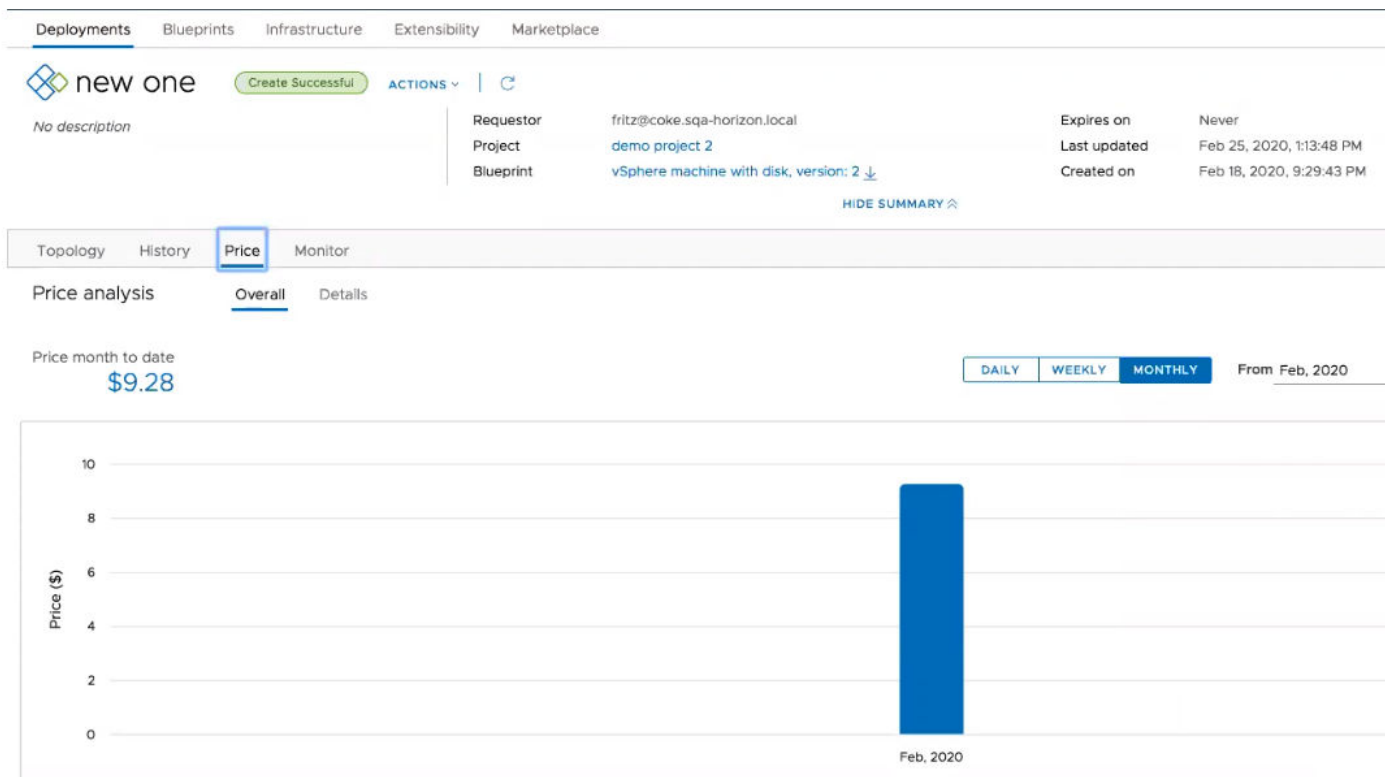 Deployments Blueprints Infrastructure Extensibility Marketplace
new one Create Successful ACTIONS
No description
Requestor fritz@coke.sqa-horizon.local Expires on Never
Project demo project 2 Last updated Feb 25, 2020, 1:13:48 PM
Blueprint vSphere machine with disk, version: 2 Created on Feb 18, 2020, 9:29:43 PM
HIDE SUMMARY
Topology History Price Monitor
Price analysis Overall Details
Price month to date
$9.28
DAILY WEEKLY MONTHLY From Feb, 2020
10
8
6
4
2
0
Price ($)
Feb, 2020